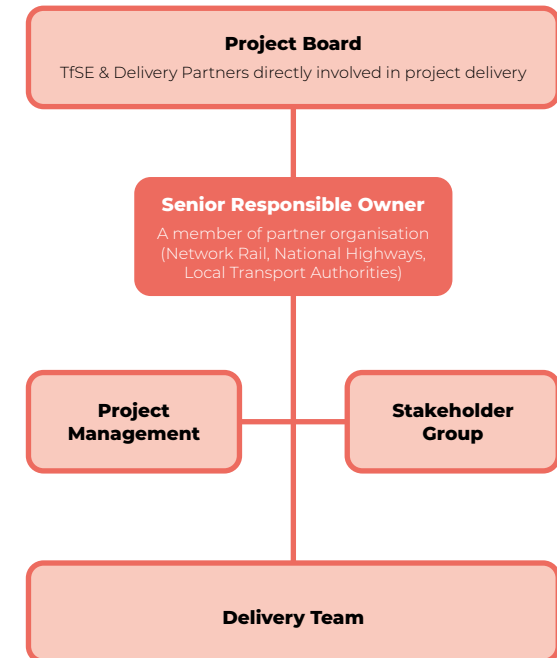 Project Board
TfSE & Delivery Partners directly involved in project delivery
Senior Responsible Owner
A member of partner organisation
(Network Rail, National Highways,
Local Transport Authorities)
Project
Management
Stakeholder
Group
Delivery Team